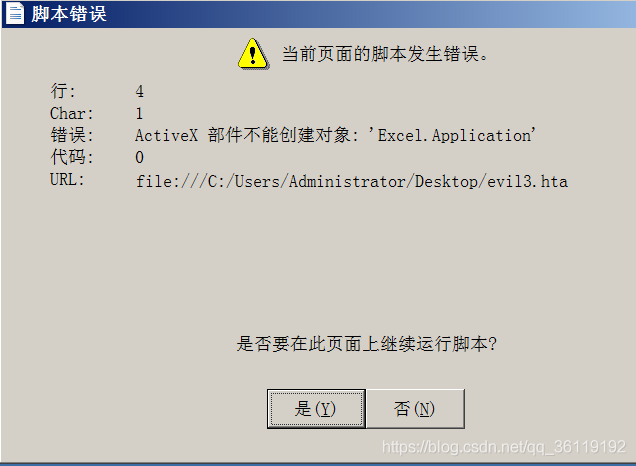 脚本错误
当前页面的脚本发生错误。
行: 4
Char: 1
错误: ActiveX 部件不能创建对象: 'Excel.Application'
代码: 0
URL: file:///C:/Users/Administrator/Desktop/evil3.hta
是否要在此页面上继续运行脚本?
是(Y) 否(N)
https://blog.csdn.net/qq_36119192